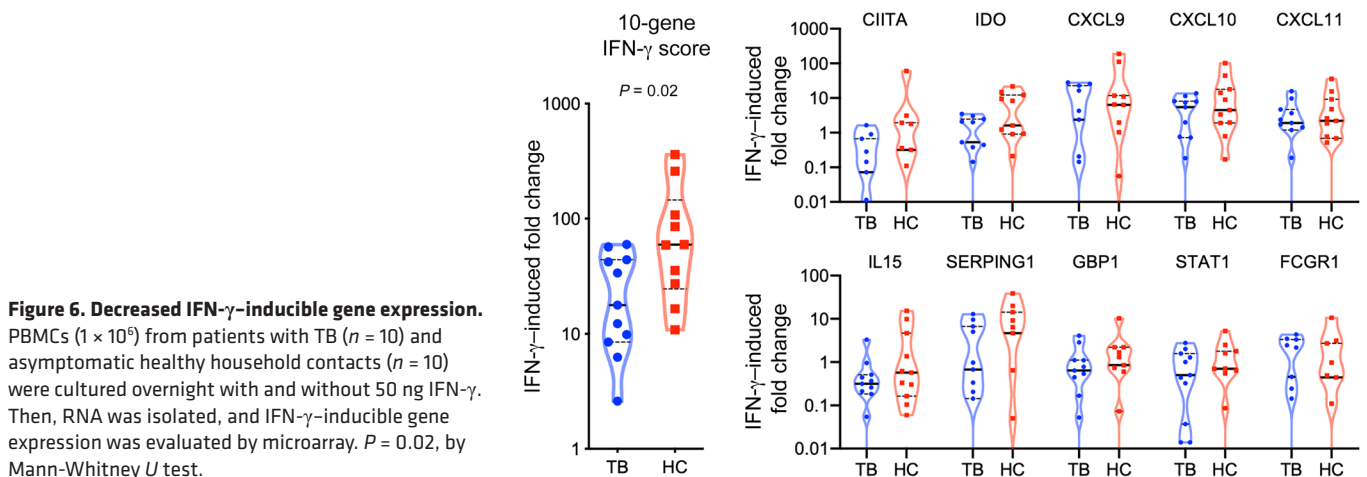 Figure 6. Decreased IFN-γ–inducible gene expression.
PBMCs (1 × 10⁶) from patients with TB (n = 10) and
asymptomatic healthy household contacts (n = 10)
were cultured overnight with and without 50 ng IFN-γ.
Then, RNA was isolated, and IFN-γ–inducible gene
expression was evaluated by microarray. P = 0.02, by
Mann-Whitney U test.
10-gene
IFN-γ score
P = 0.02
IFN-γ–induced fold change
1000
100
10
1
TB HC
CIITA IDO CXCL9 CXCL10 CXCL11
IFN-γ–induced
fold change
1000
100
10
1
0.1
0.01
TB HC TB HC TB HC TB HC TB HC
IL15 SERPING1 GBP1 STAT1 FCGR1
IFN-γ–induced
fold change
100
10
1
0.1
0.01
TB HC TB HC TB HC TB HC TB HC